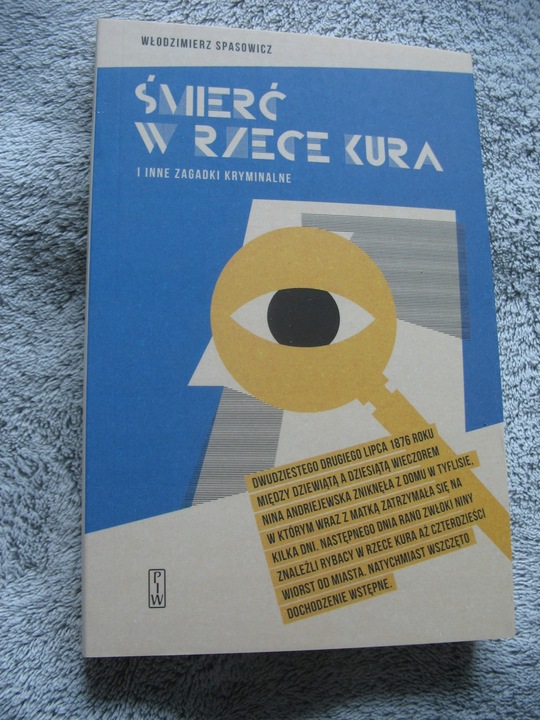 WŁODZIMIERZ SPASOWICZ
ŚMIERĆ
W RZECE KURA
I INNE ZAGADKI KRYMINALNE
DWUDZIESTEGO DRUGIEGO LIPCA 1876 ROKU
MIĘDZY DZIEWIĄTĄ A DZIESIĄTĄ WIECZOREM
NINA ANDRIEJEWSKA ZNIKNĘŁA Z DOMU W TYFLISIE,
W KTÓRYM WRAZ Z MATKĄ ZATRZYMAŁA SIĘ NA
KILKA DNI. NASTĘPNEGO DNIA RANO ZWŁOKI NINY
ZNALEŹLI RYBACY W RZECE KURA AŻ CZTERDZIEŚCI
WIORST OD MIASTA. NATYCHMIAST WSZCZĘTO
DOCHODZENIE WSTĘPNE.
PIW